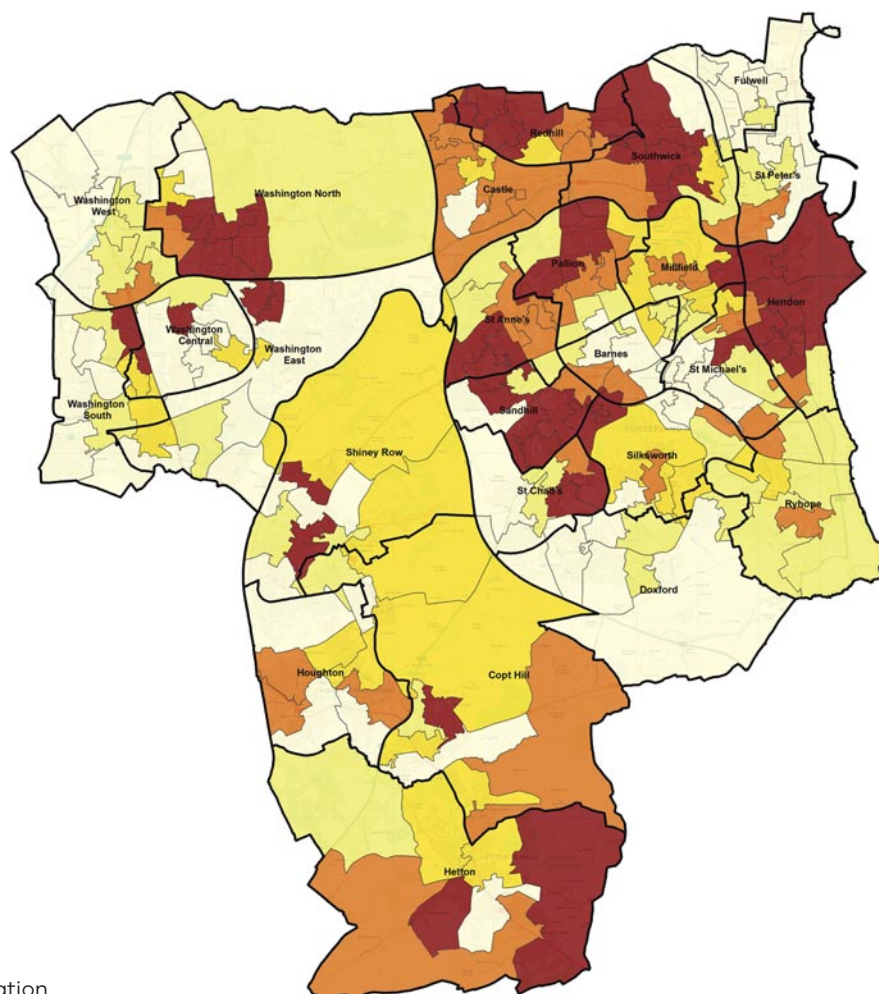 Fulwell
Redhill
Southwick
St Peter's
Castle
Washington North
Washington
West
Pallion
Millfield
Hendon
St Anne's
Washington
Central
Washington
East
Barnes
St Michael's
Washington
South
Sandhill
Shiney Row
Silksworth
St Chad's
Ryhope
Doxford
Houghton
Copt Hill
Hetton
ation